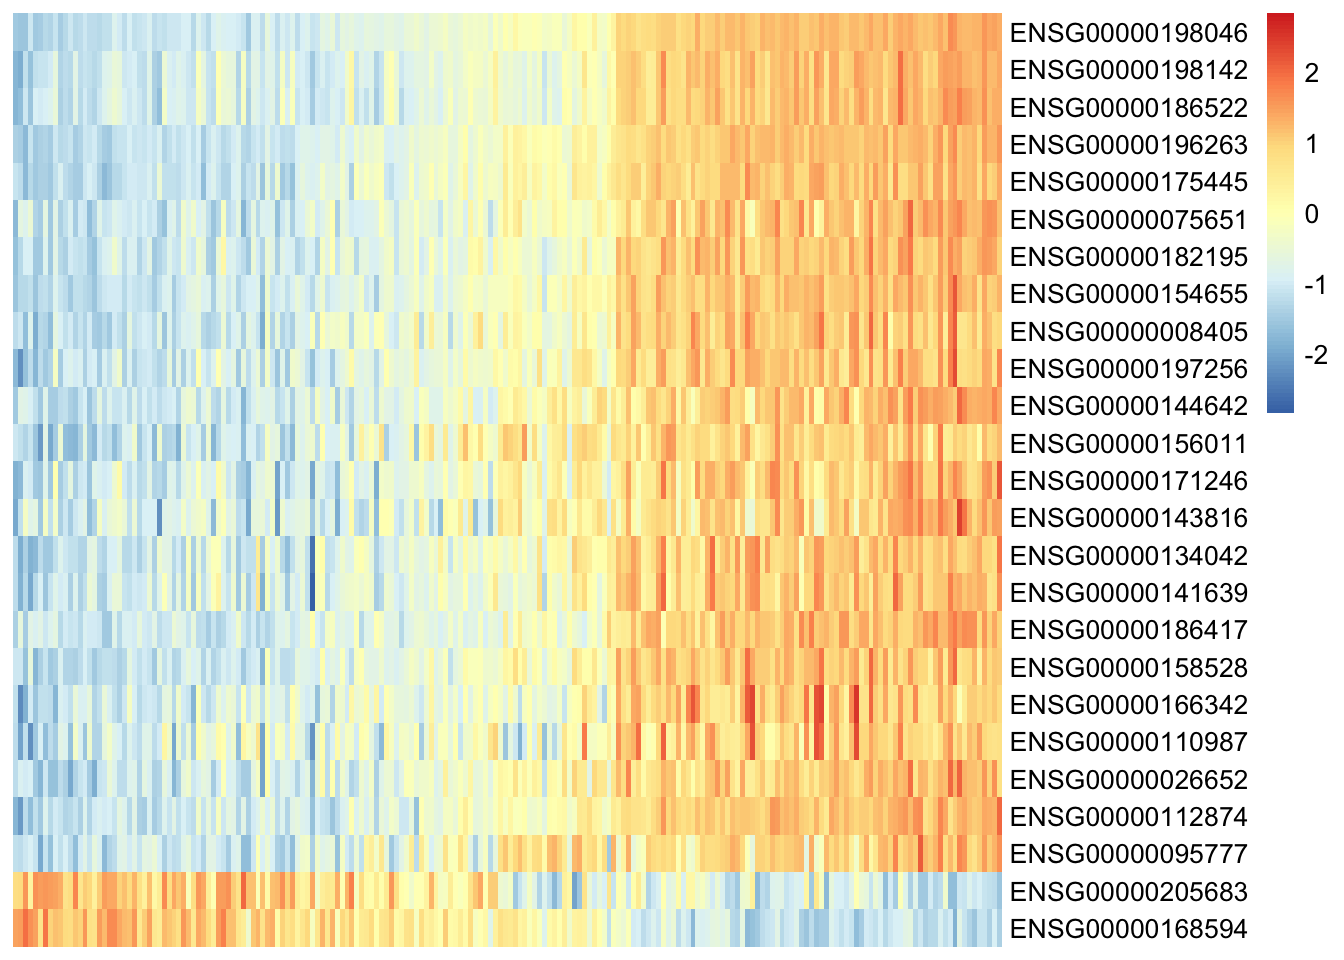 ENSG00000198046
ENSG00000198142
ENSG00000186522
ENSG00000196263
ENSG00000175445
ENSG00000075651
ENSG00000182195
ENSG00000154655
ENSG00000008405
ENSG00000197256
ENSG00000144642
ENSG00000156011
ENSG00000171246
ENSG00000143816
ENSG00000134042
ENSG00000141639
ENSG00000186417
ENSG00000158528
ENSG00000166342
ENSG00000110987
ENSG00000026652
ENSG00000112874
ENSG00000095777
ENSG00000205683
ENSG00000168594
2
1
0
-1
-2